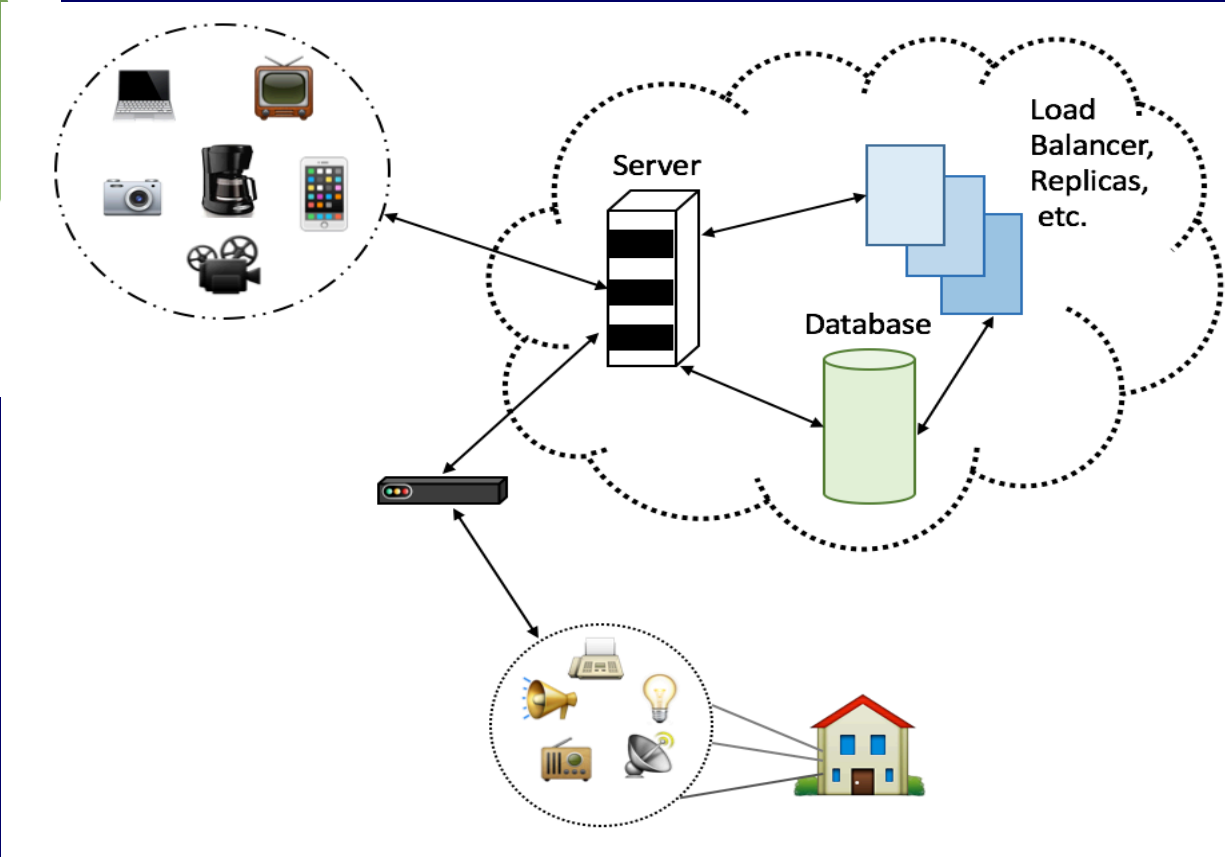 Server
Load
Balancer,
Replicas,
etc.
Database